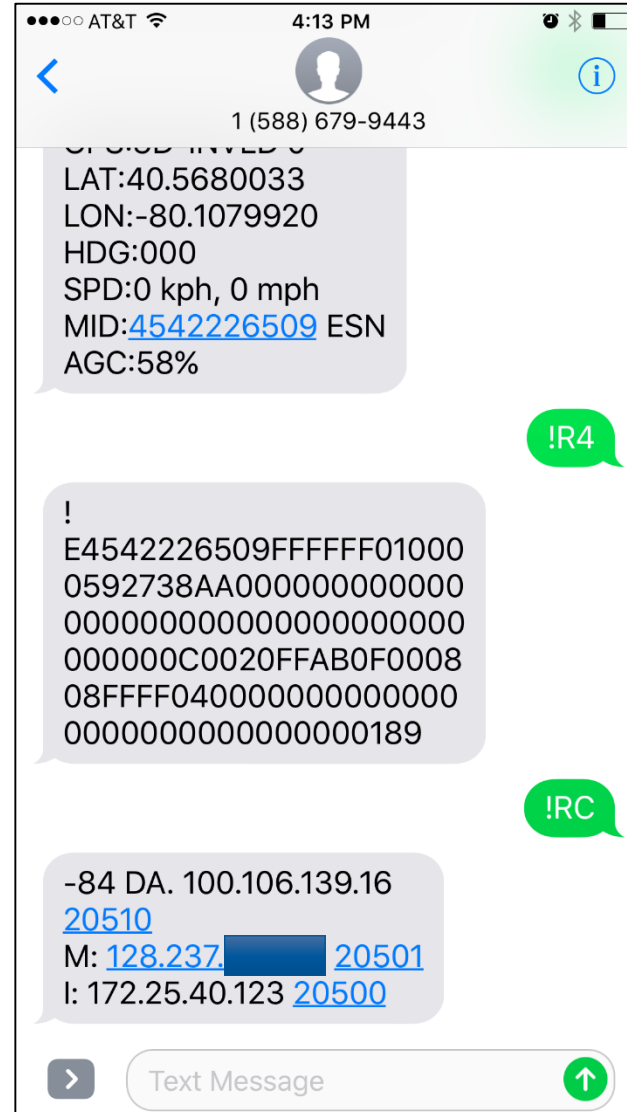 AT&T 4:13 PM
1 (588) 679-9443
LAT:40.5680033
LON:-80.1079920
HDG:000
SPD:0 kph, 0 mph
MID:4542226509 ESN
AGC:58%
!R4
!
E4542226509FFFFFF01000
0592738AA000000000000
0000000000000000000000
000000C0020FFAB0F0008
08FFFF040000000000000
00000000000000000189
!RC
-84 DA. 100.106.139.16
20510
M: 128.237. 20501
I: 172.25.40.123 20500
Text Message